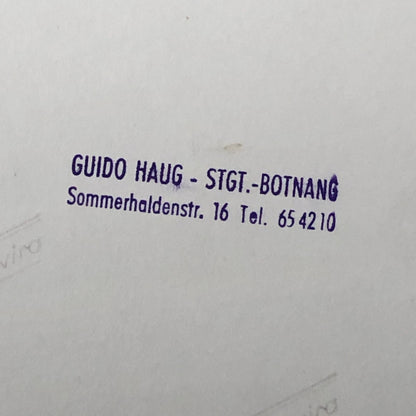 GUIDO HAUG - STGT.-BOTNANG
Sommerhaldenstr. 16 Tel. 654210